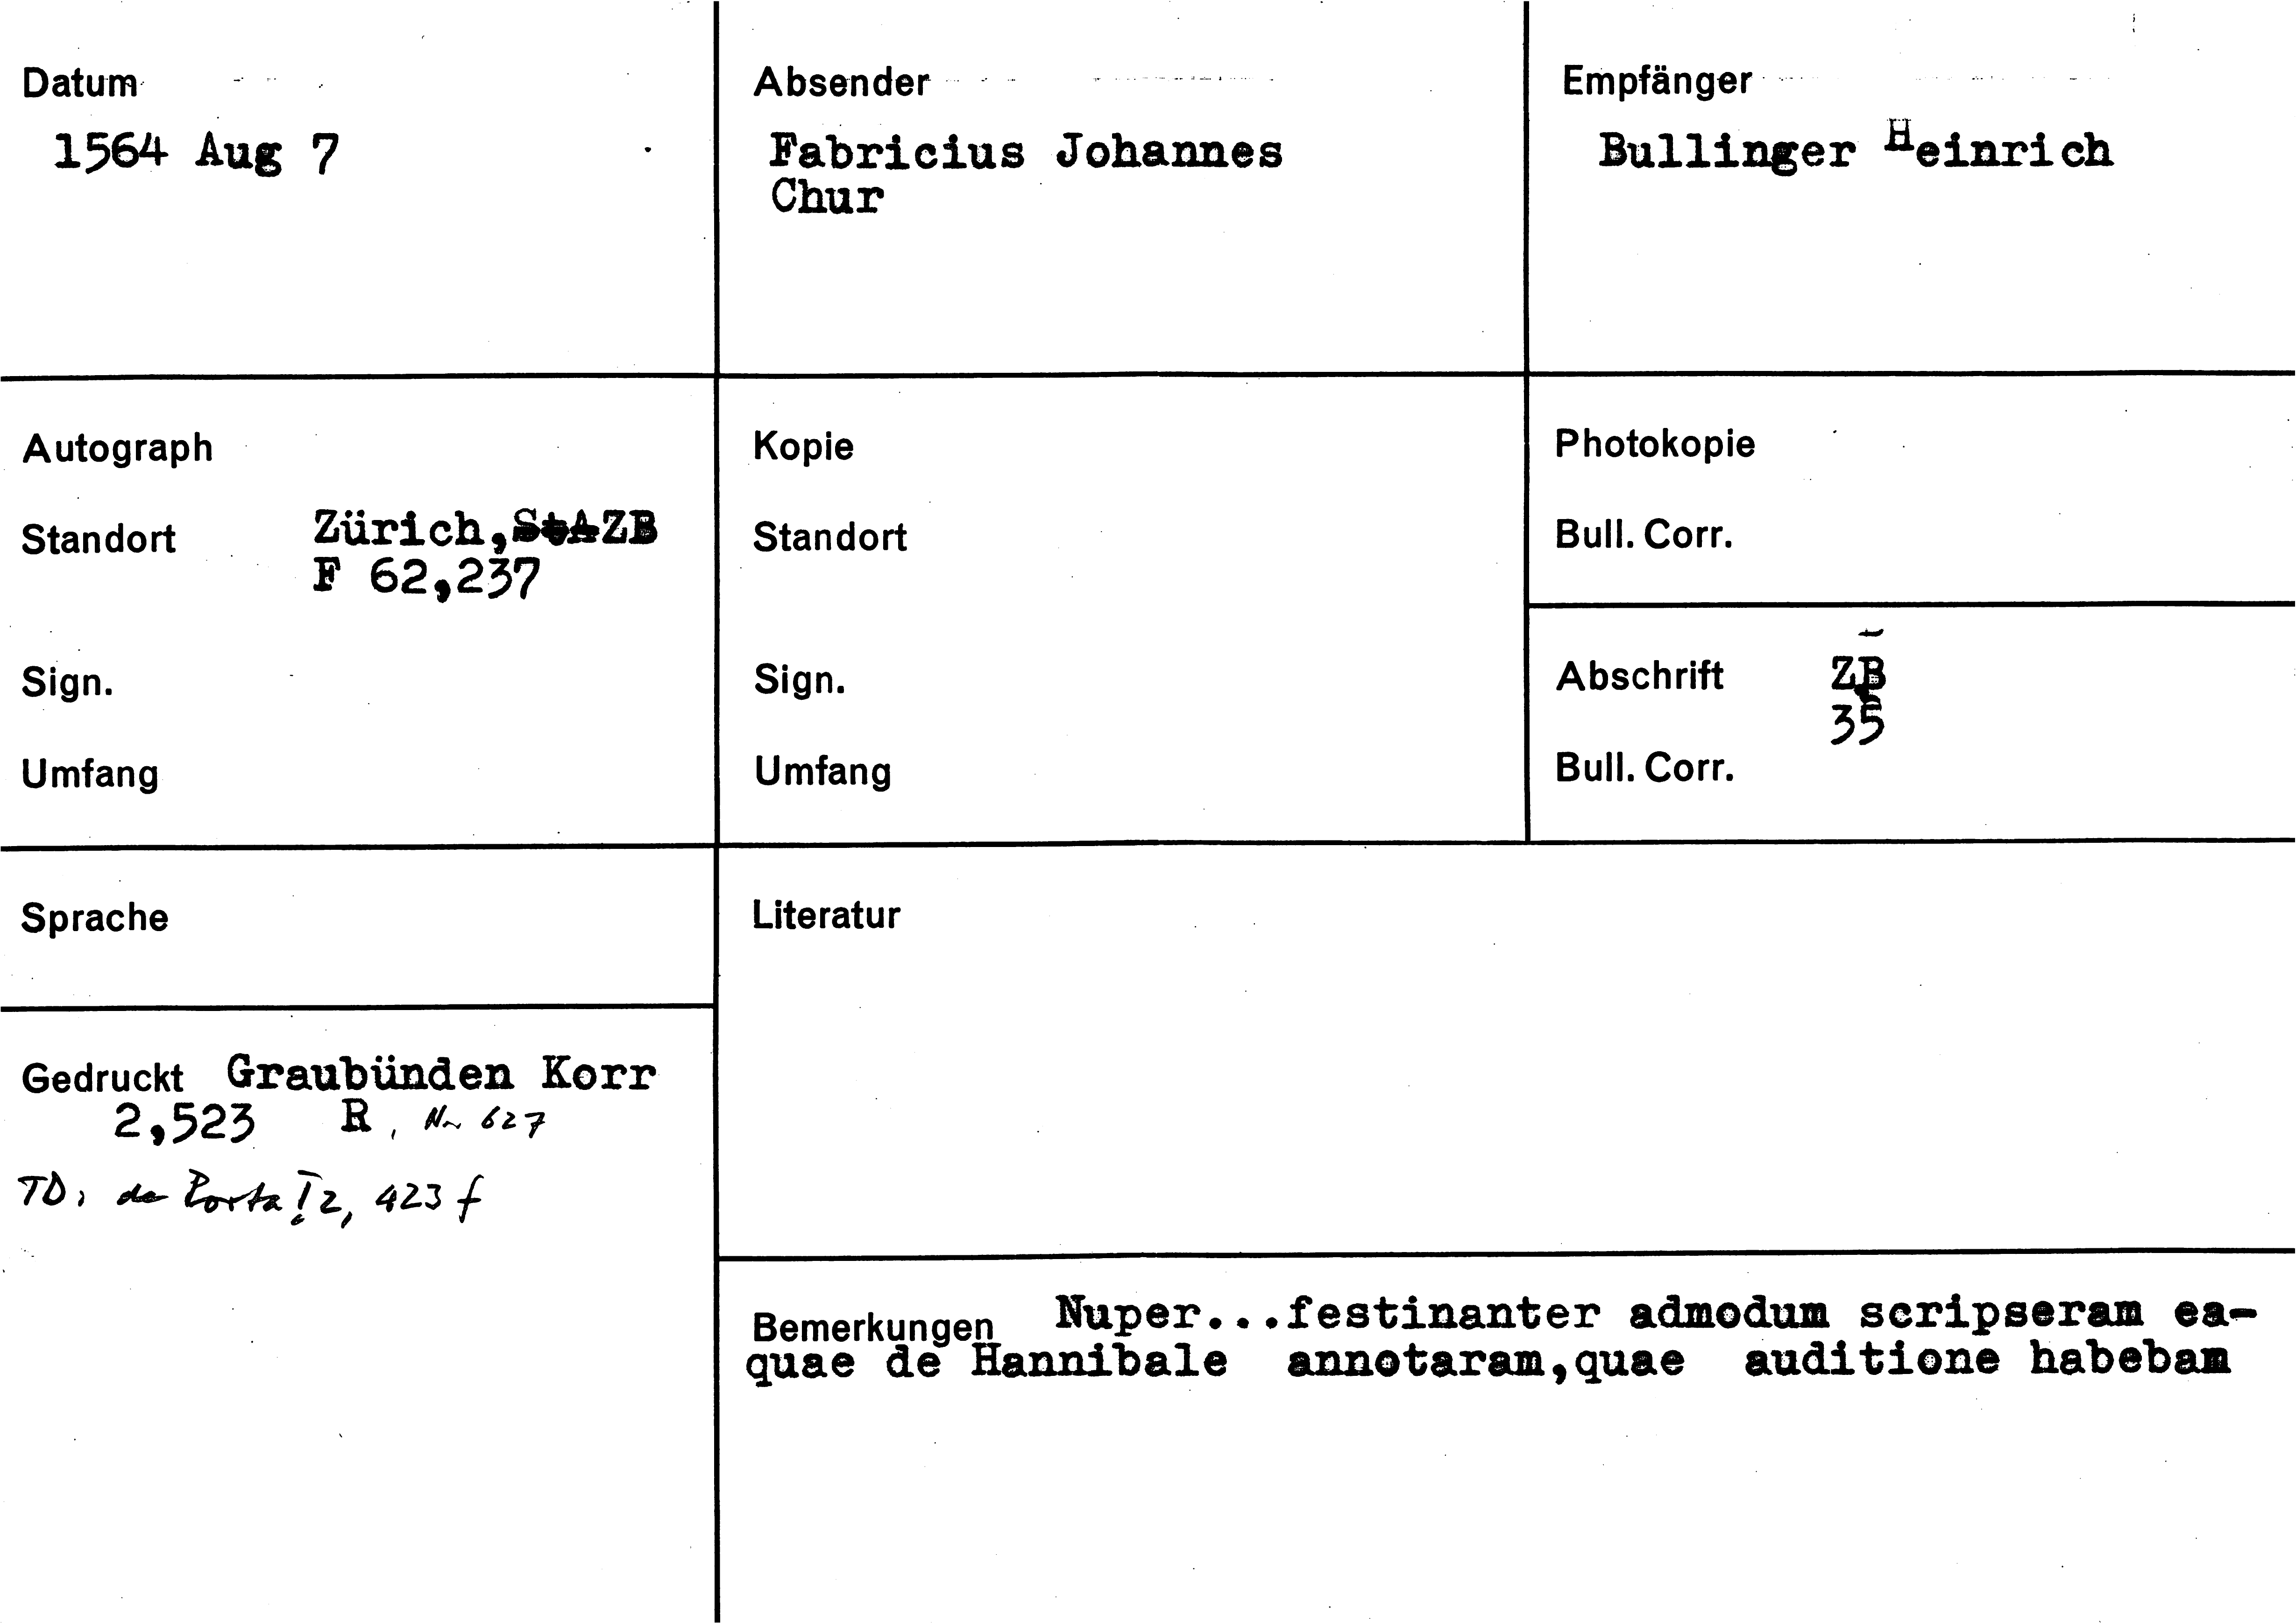 Datum
1564 Aug 7
Absender
Fabricius Johannes
Chur
Empfänger
Bullinger Heinrich
Autograph
Standort Zürich, StA ZB
F 62,237
Sign.
Umfang
Kopie
Standort
Sign.
Umfang
Photokopie
Bull. Corr.
Abschrift ZB
35
Bull. Corr.
Sprache
Literatur
Gedruckt Graubünden Korr
2,523 R, Nr 627
TD: de Porta I 2, 423 f
Bemerkungen Nuper...festinanter admodum scripseram ea-
quae de Hannibale annotaram,quae auditione habebam